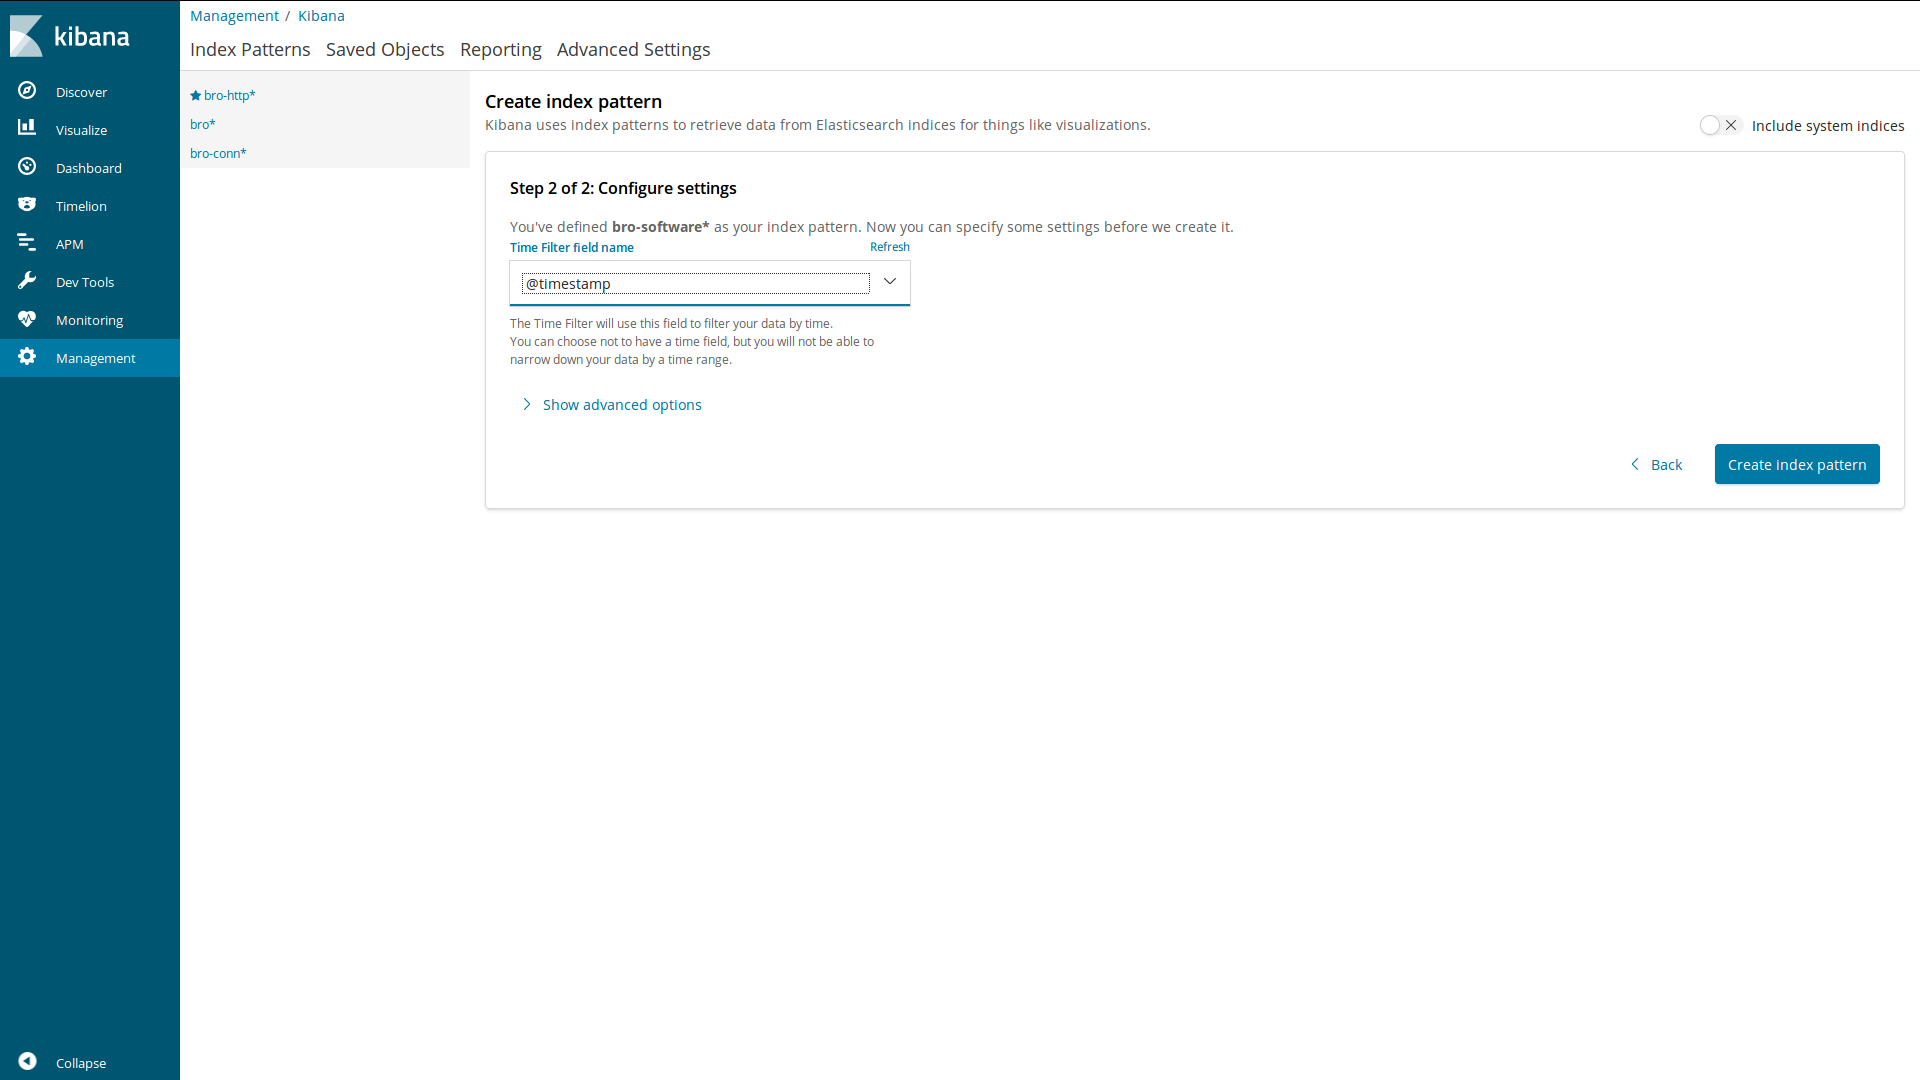 kibana
Discover
Visualize
Dashboard
Timelion
APM
Dev Tools
Monitoring
Management
Collapse
Management / Kibana
Index Patterns Saved Objects Reporting Advanced Settings
bro-http*
bro*
bro-conn*
Create index pattern
Kibana uses index patterns to retrieve data from Elasticsearch indices for things like visualizations.
Include system indices
Step 2 of 2: Configure settings
You've defined bro-software* as your index pattern. Now you can specify some settings before we create it.
Time Filter field name Refresh
@timestamp
The Time Filter will use this field to filter your data by time.
You can choose not to have a time field, but you will not be able to
narrow down your data by a time range.
Show advanced options
Back
Create index pattern